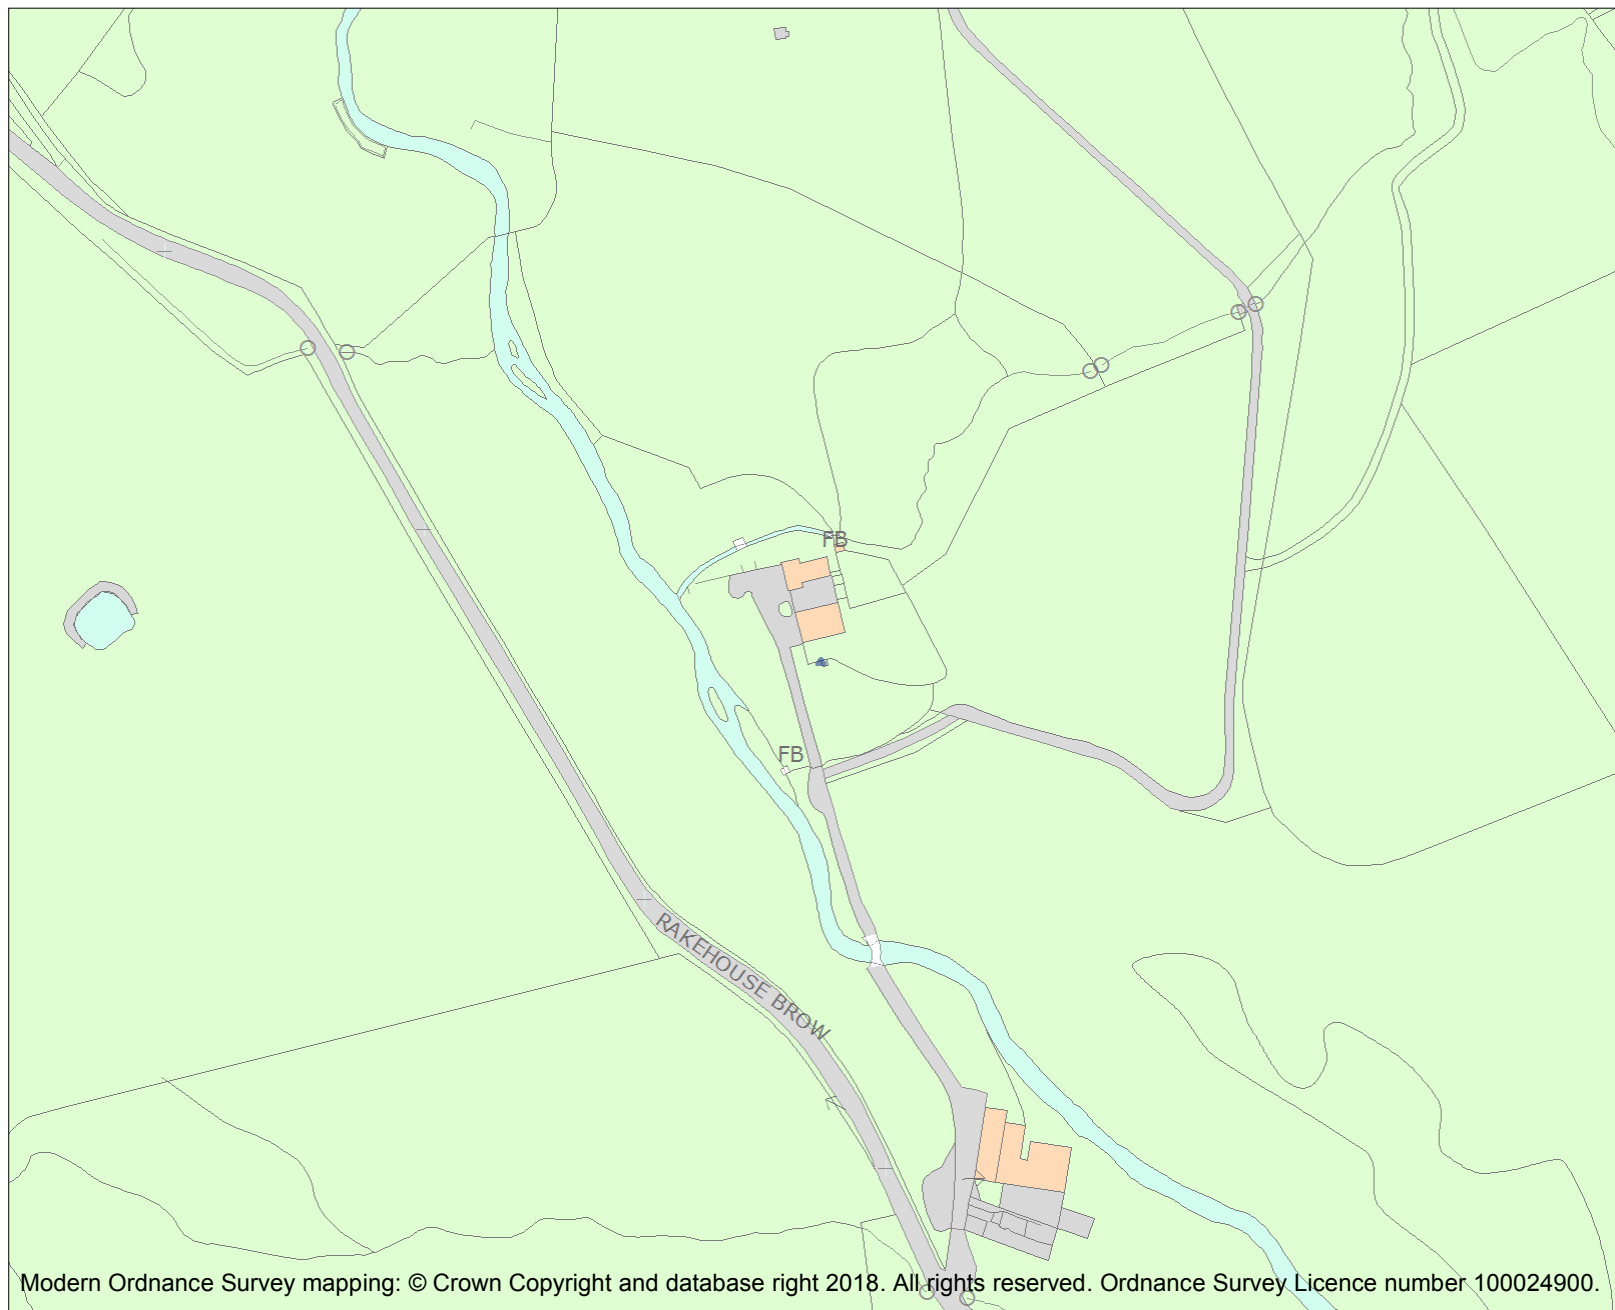 FB
FB
RAKEHOUSE BROW
Modern Ordnance Survey mapping: © Crown Copyright and database right 2018. All rights reserved. Ordnance Survey Licence number 100024900.